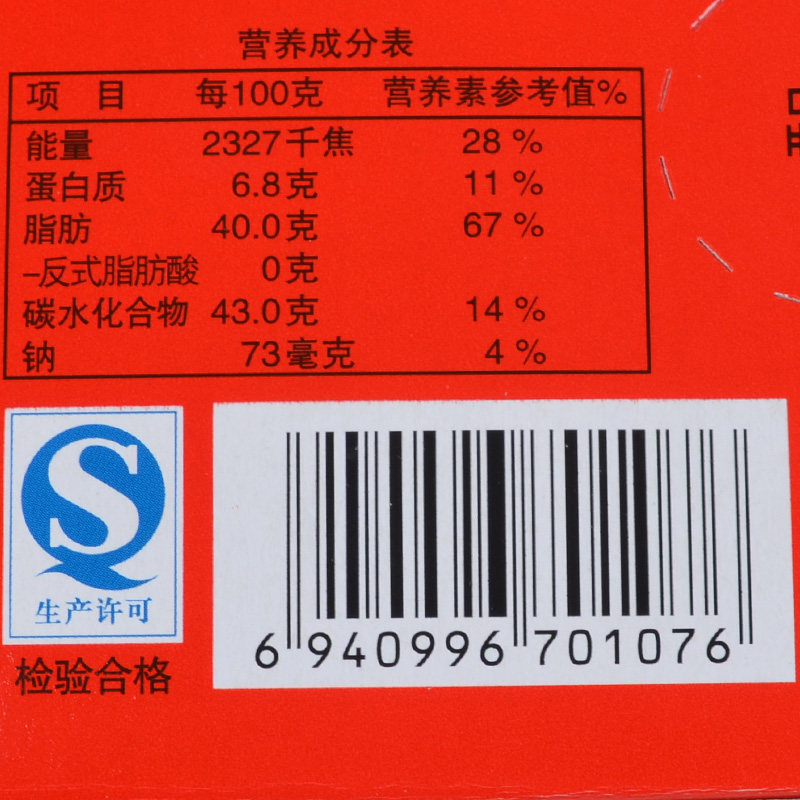 营养成分表
项 目 每100克 营养素参考值%
能量 2327千焦 28 %
蛋白质 6.8克 11 %
脂肪 40.0克 67 %
-反式脂肪酸 0克
碳水化合物 43.0克 14 %
钠 73毫克 4 %
生产许可
检验合格
6 940996 701076